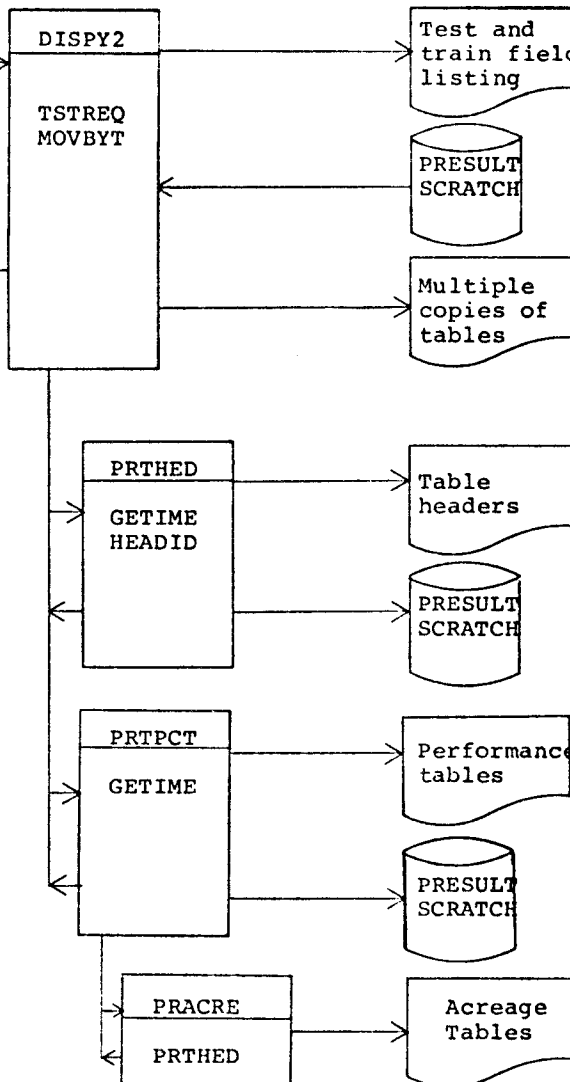 DISPY2
TSTREQ
MOVBYT
Test and
train field
listing
PRESULT
SCRATCH
Multiple
copies of
tables
PRTHED
GETIME
HEADID
Table
headers
PRESULT
SCRATCH
PRTPCT
GETIME
Performance
tables
PRESULT
SCRATCH
PRACRE
PRTHED
Acreage
Tables